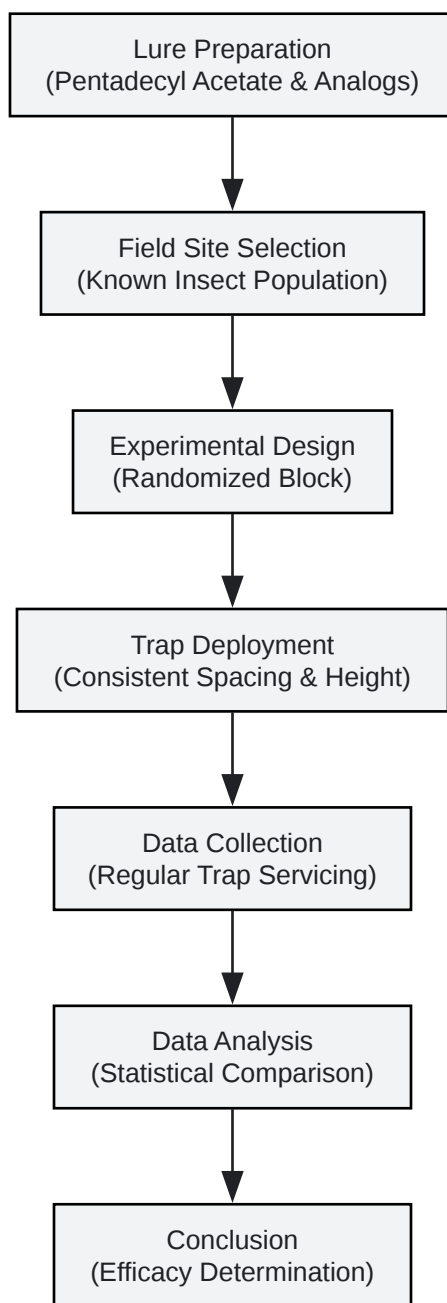 Lure Preparation
(Pentadecyl Acetate & Analogs)
Field Site Selection
(Known Insect Population)
Experimental Design
(Randomized Block)
Trap Deployment
(Consistent Spacing & Height)
Data Collection
(Regular Trap Servicing)
Data Analysis
(Statistical Comparison)
Conclusion
(Efficacy Determination)